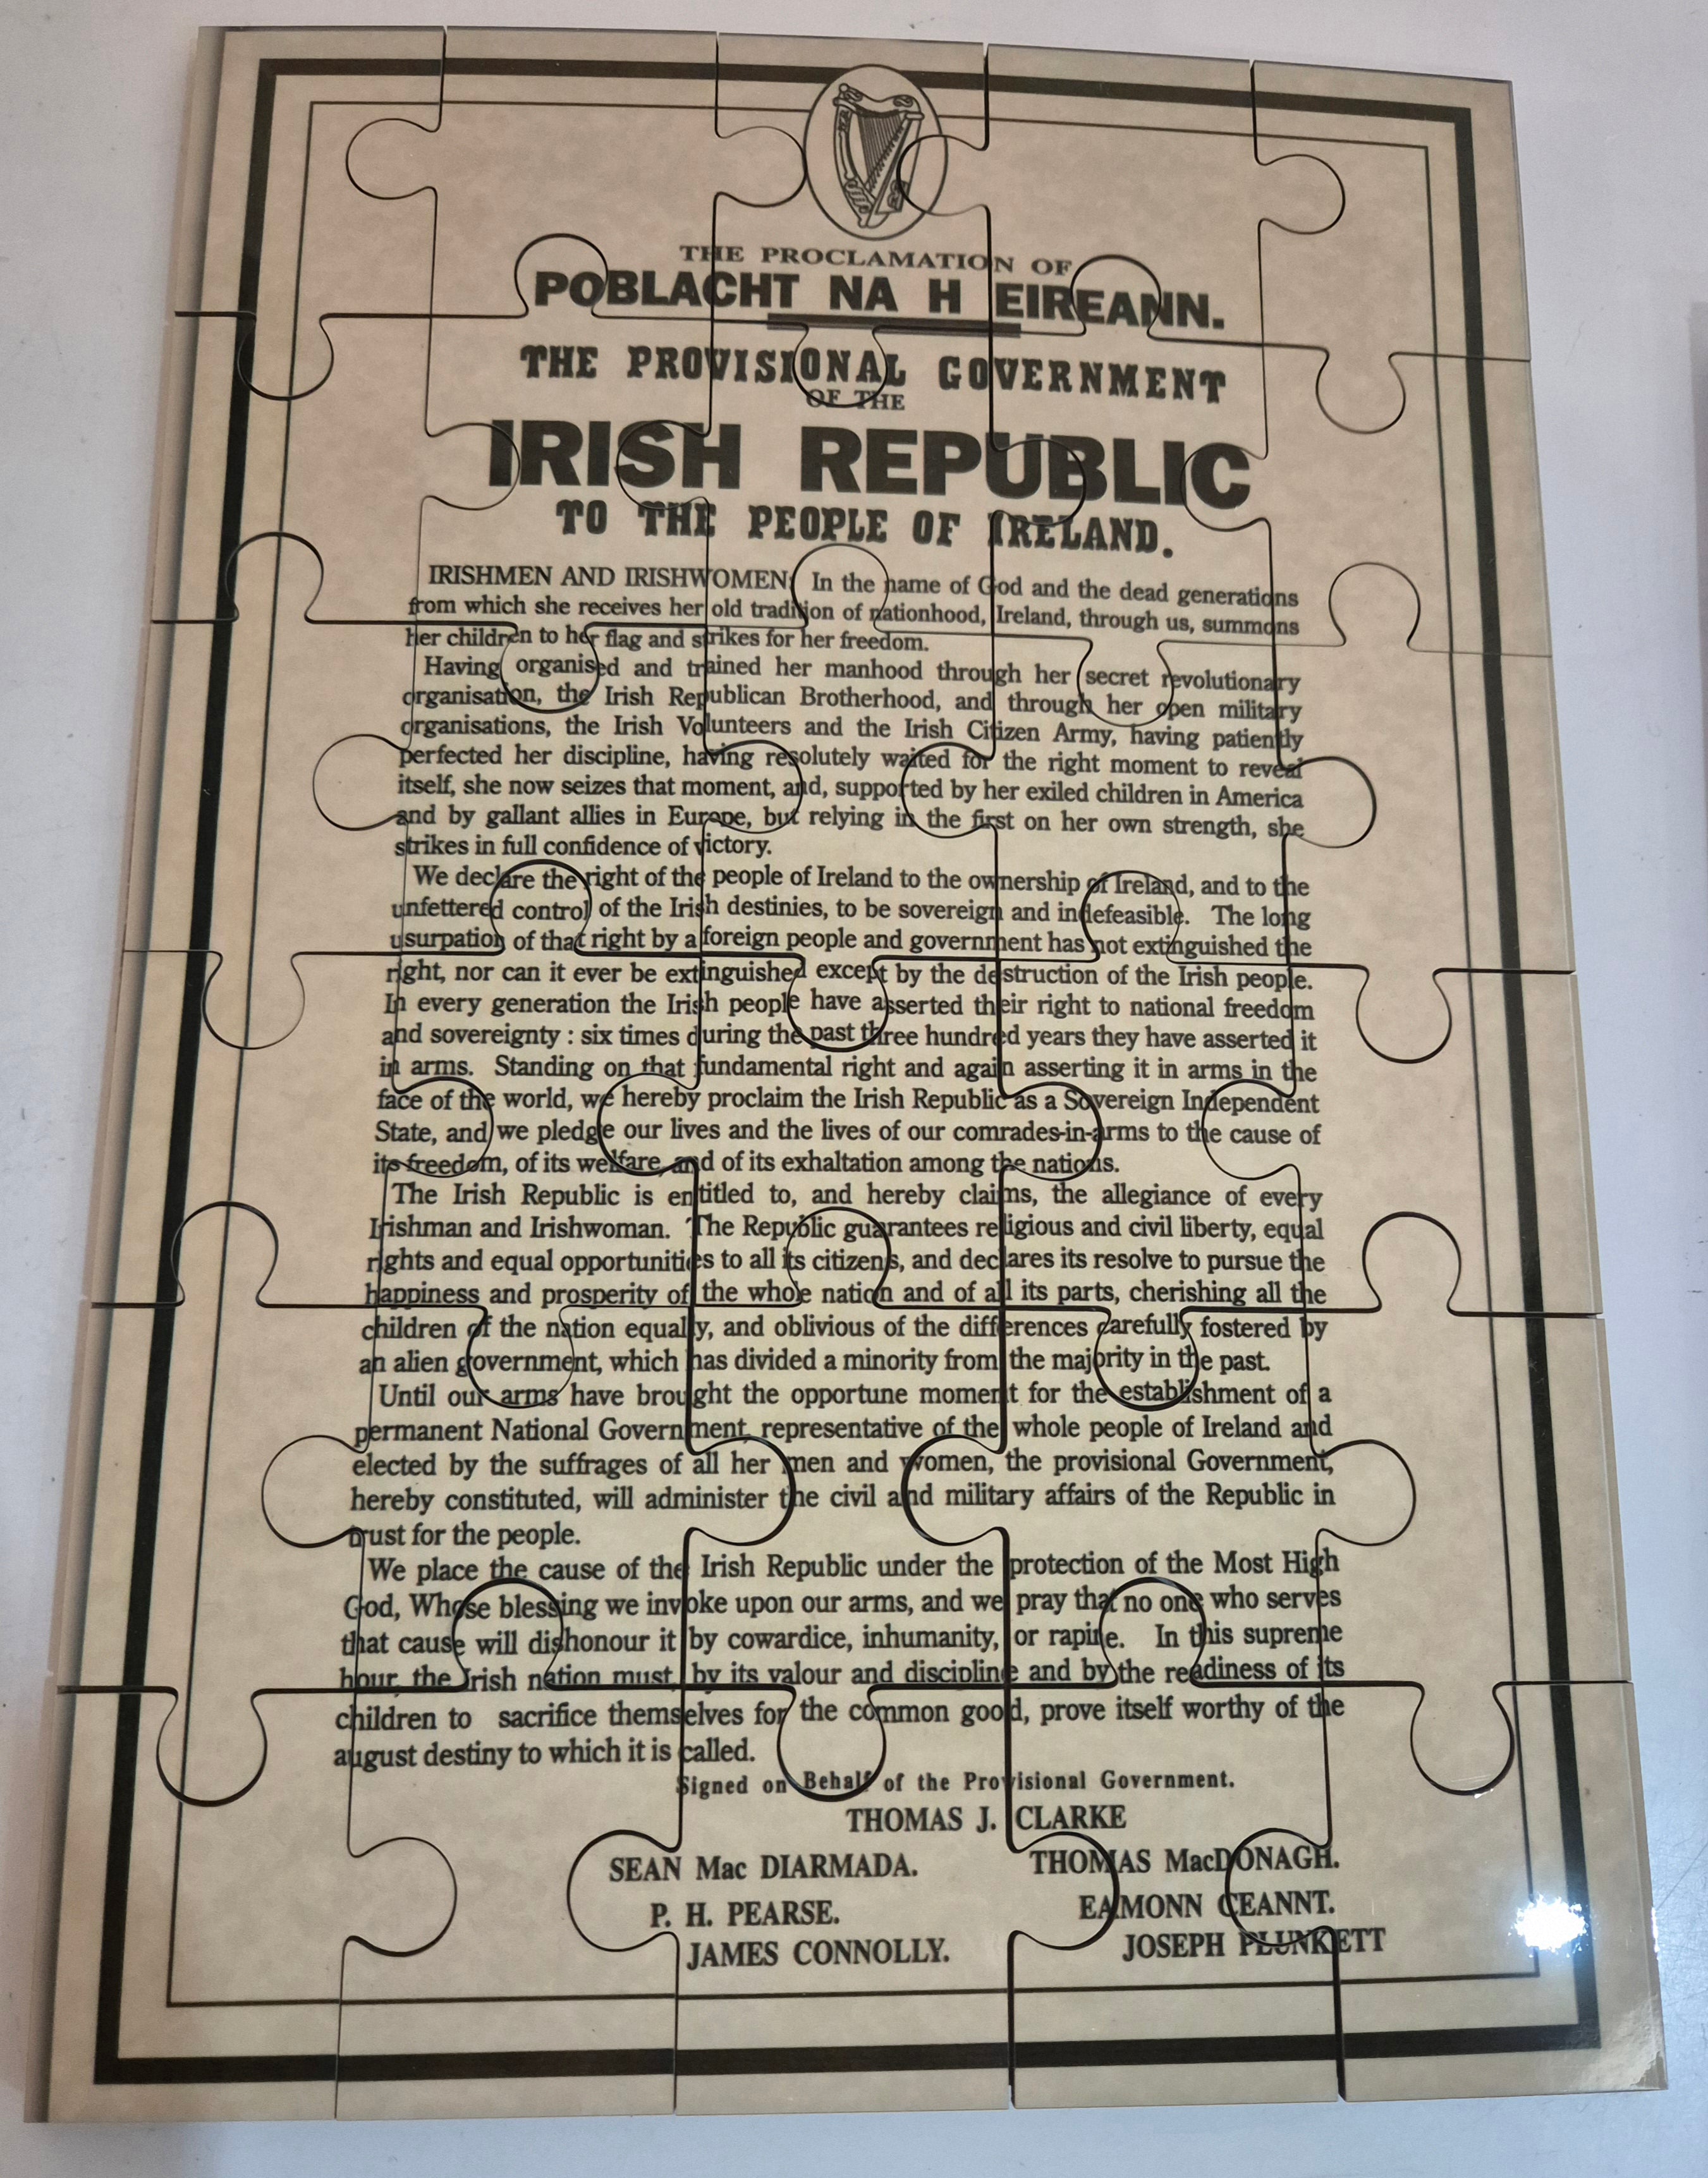 THE PROCLAMATION OF
POBLACHT NA H EIREANN.
THE PROVISIONAL GOVERNMENT
OF THE
IRISH REPUBLIC
TO THE PEOPLE OF IRELAND.
IRISHMEN AND IRISHWOMEN: In the name of God and the dead generations
from which she receives her old tradition of nationhood, Ireland, through us, summons
her children to her flag and strikes for her freedom.
Having organised and trained her manhood through her secret revolutionary
organisation, the Irish Republican Brotherhood, and through her open military
organisations, the Irish Volunteers and the Irish Citizen Army, having patiently
perfected her discipline, having resolutely waited for the right moment to reveal
itself, she now seizes that moment, and, supported by her exiled children in America
and by gallant allies in Europe, but relying in the first on her own strength, she
strikes in full confidence of victory.
We declare the right of the people of Ireland to the ownership of Ireland, and to the
unfettered control of the Irish destinies, to be sovereign and indefeasible. The long
usurpation of that right by a foreign people and government has not extinguished the
right, nor can it ever be extinguished except by the destruction of the Irish people.
In every generation the Irish people have asserted their right to national freedom
and sovereignty : six times during the past three hundred years they have asserted it
in arms. Standing on that fundamental right and again asserting it in arms in the
face of the world, we hereby proclaim the Irish Republic as a Sovereign Independent
State, and we pledge our lives and the lives of our comrades-in-arms to the cause of
its freedom, of its welfare, and of its exhaltation among the nations.
The Irish Republic is entitled to, and hereby claims, the allegiance of every
Irishman and Irishwoman. The Republic guarantees religious and civil liberty, equal
rights and equal opportunities to all its citizens, and declares its resolve to pursue the
happiness and prosperity of the whole nation and of all its parts, cherishing all the
children of the nation equally, and oblivious of the differences carefully fostered by
an alien government, which has divided a minority from the majority in the past.
Until our arms have brought the opportune moment for the establishment of a
permanent National Government, representative of the whole people of Ireland and
elected by the suffrages of all her men and women, the provisional Government,
hereby constituted, will administer the civil and military affairs of the Republic in
trust for the people.
We place the cause of the Irish Republic under the protection of the Most High
God, Whose blessing we invoke upon our arms, and we pray that no one who serves
that cause will dishonour it by cowardice, inhumanity, or rapine. In this supreme
hour, the Irish nation must, by its valour and discipline and by the readiness of its
children to sacrifice themselves for the common good, prove itself worthy of the
august destiny to which it is called.
Signed on Behalf of the Provisional Government.
THOMAS J. CLARKE
SEAN Mac DIARMADA. THOMAS MacDONAGH.
P. H. PEARSE. EAMONN CEANNT.
JAMES CONNOLLY. JOSEPH PLUNKETT